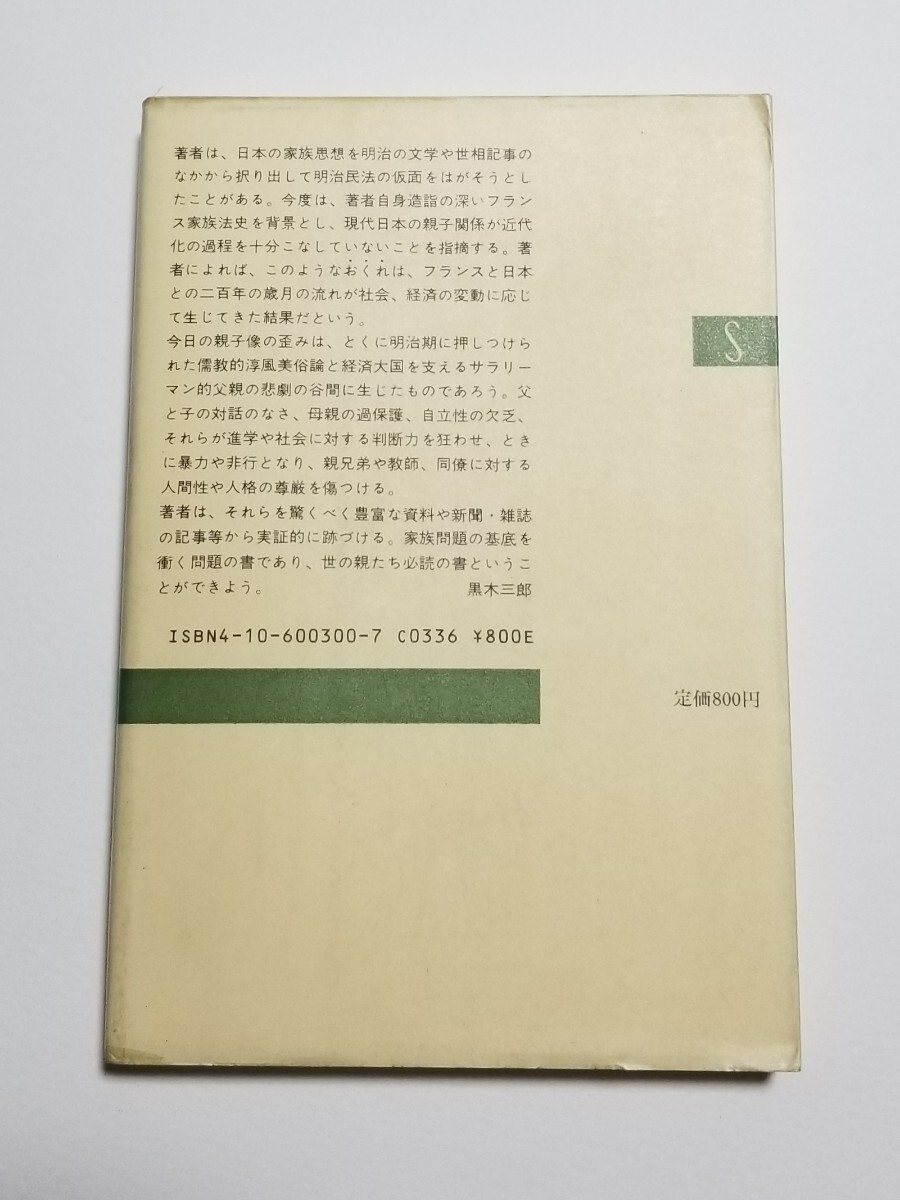 著者は、日本の家族思想を明治の文学や世相記事の
なかから択り出して明治民法の仮面をはがそうとし
たことがある。今度は、著者自身造詣の深いフラン
ス家族法史を背景とし、現代日本の親子関係が近代
化の過程を十分こなしていないことを指摘する。著
者によれば、このようなおくれは、フランスと日本
との二百年の歳月の流れが社会、経済の変動に応じ
て生じてきた結果だという。
今日の親子像の歪みは、とくに明治期に押しつけら
れた儒教的淳風美俗論と経済大国を支えるサラリー
マン的父親の悲劇の谷間に生じたものであろう。父
と子の対話のなさ、母親の過保護、自立性の欠乏、
それらが進学や社会に対する判断力を狂わせ、とき
に暴力や非行となり、親兄弟や教師、同僚に対する
人間性や人格の尊厳を傷つける。
著者は、それらを驚くべく豊富な資料や新聞・雑誌
の記事等から実証的に跡づける。家族問題の基底を
衝く問題の書であり、世の親たち必読の書というこ
とができよう。 黒木三郎
ISBN4-10-600300-7 C0336 ¥800E
S
定価800円